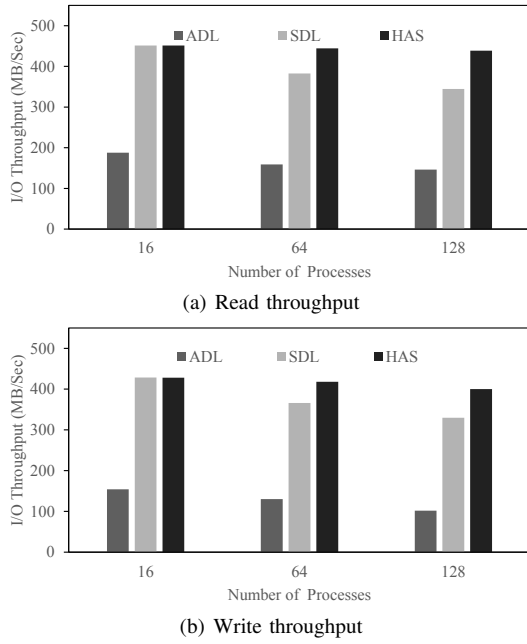 I/O Throughput (MB/Sec)
500
400
300
200
100
0
ADL SDL HAS
16 64 128
Number of Processes
(a) Read throughput
I/O Throughput (MB/Sec)
500
400
300
200
100
0
ADL SDL HAS
16 64 128
Number of Processes
(b) Write throughput